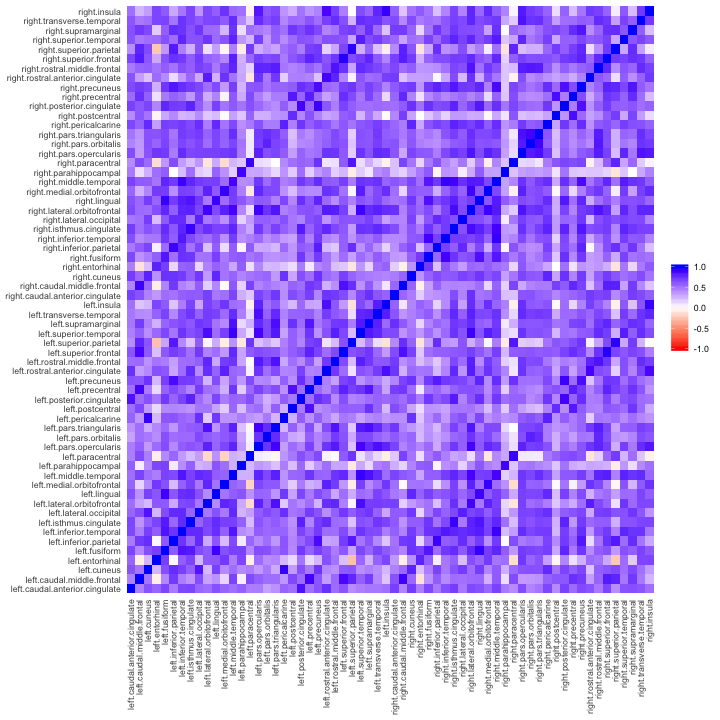 right.insula
right.transverse.temporal
right.supramarginal
right.superior.temporal
right.superior.parietal
right.superior.frontal
right.rostral.middle.frontal
right.rostral.anterior.cingulate
right.precuneus
right.precentral
right.posterior.cingulate
right.postcentral
right.pericalcarine
right.pars.triangularis
right.pars.orbitalis
right.pars.opercularis
right.paracentral
right.parahippocampal
right.middle.temporal
right.medial.orbitofrontal
right.lingual
right.lateral.orbitofrontal
right.lateral.occipital
right.isthmus.cingulate
right.inferior.temporal
right.inferior.parietal
right.fusiform
right.entorhinal
right.cuneus
right.caudal.middle.frontal
right.caudal.anterior.cingulate
left.insula
left.transverse.temporal
left.supramarginal
left.superior.temporal
left.superior.parietal
left.superior.frontal
left.rostral.middle.frontal
left.rostral.anterior.cingulate
left.precuneus
left.precentral
left.posterior.cingulate
left.postcentral
left.pericalcarine
left.pars.triangularis
left.pars.orbitalis
left.pars.opercularis
left.paracentral
left.parahippocampal
left.middle.temporal
left.medial.orbitofrontal
left.lingual
left.lateral.orbitofrontal
left.lateral.occipital
left.isthmus.cingulate
left.inferior.temporal
left.inferior.parietal
left.fusiform
left.entorhinal
left.cuneus
left.caudal.middle.frontal
left.caudal.anterior.cingulate
left.caudal.anterior.cingulate
left.caudal.middle.frontal
left.cuneus
left.entorhinal
left.fusiform
left.inferior.parietal
left.inferior.temporal
left.isthmus.cingulate
left.lateral.occipital
left.lateral.orbitofrontal
left.lingual
left.medial.orbitofrontal
left.middle.temporal
left.parahippocampal
left.paracentral
left.pars.opercularis
left.pars.orbitalis
left.pars.triangularis
left.pericalcarine
left.postcentral
left.posterior.cingulate
left.precentral
left.precuneus
left.rostral.anterior.cingulate
left.rostral.middle.frontal
left.superior.frontal
left.superior.parietal
left.superior.temporal
left.supramarginal
left.transverse.temporal
left.insula
right.caudal.anterior.cingulate
right.caudal.middle.frontal
right.cuneus
right.entorhinal
right.fusiform
right.inferior.parietal
right.inferior.temporal
right.isthmus.cingulate
right.lateral.occipital
right.lateral.orbitofrontal
right.lingual
right.medial.orbitofrontal
right.middle.temporal
right.parahippocampal
right.paracentral
right.pars.opercularis
right.pars.orbitalis
right.pars.triangularis
right.pericalcarine
right.postcentral
right.posterior.cingulate
right.precentral
right.precuneus
right.rostral.anterior.cingulate
right.rostral.middle.frontal
right.superior.frontal
right.superior.parietal
right.superior.temporal
right.supramarginal
right.transverse.temporal
right.insula
1.0
0.5
0.0
-0.5
-1.0